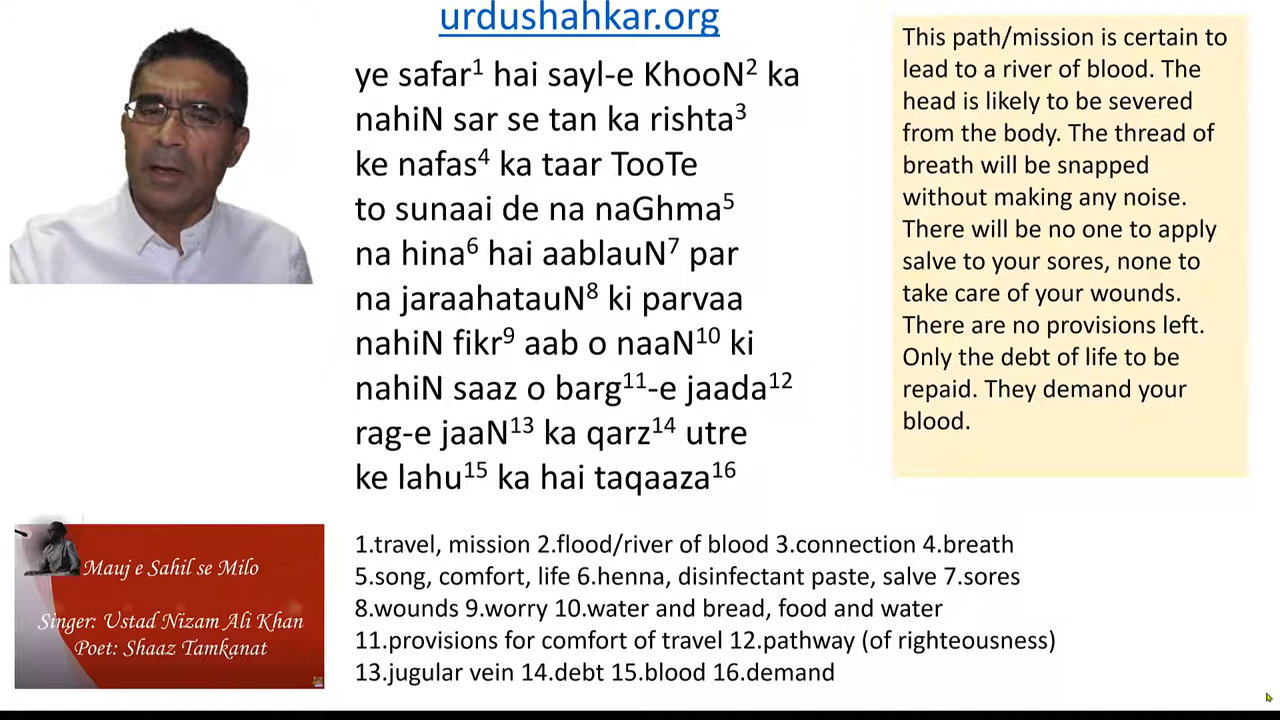 urdushahkar.org
ye safar¹ hai sayl-e KhooN² ka
nahiN sar se tan ka rishta³
ke nafas⁴ ka taar TooTe
to sunaai de na naGhma⁵
na hina⁶ hai aablauN⁷ par
na jaraahatauN⁸ ki parvaa
nahiN fikr⁹ aab o naaN¹⁰ ki
nahiN saaz o barg¹¹-e jaada¹²
rag-e jaaN¹³ ka qarz¹⁴ utre
ke lahu¹⁵ ka hai taqaaza¹⁶
This path/mission is certain to
lead to a river of blood. The
head is likely to be severed
from the body. The thread of
breath will be snapped
without making any noise.
There will be no one to apply
salve to your sores, none to
take care of your wounds.
There are no provisions left.
Only the debt of life to be
repaid. They demand your
blood.
Mauj e Sahil se Milo
Singer: Ustad Nizam Ali Khan
Poet: Shaaz Tamkanat
1.travel, mission 2.flood/river of blood 3.connection 4.breath
5.song, comfort, life 6.henna, disinfectant paste, salve 7.sores
8.wounds 9.worry 10.water and bread, food and water
11.provisions for comfort of travel 12.pathway (of righteousness)
13.jugular vein 14.debt 15.blood 16.demand